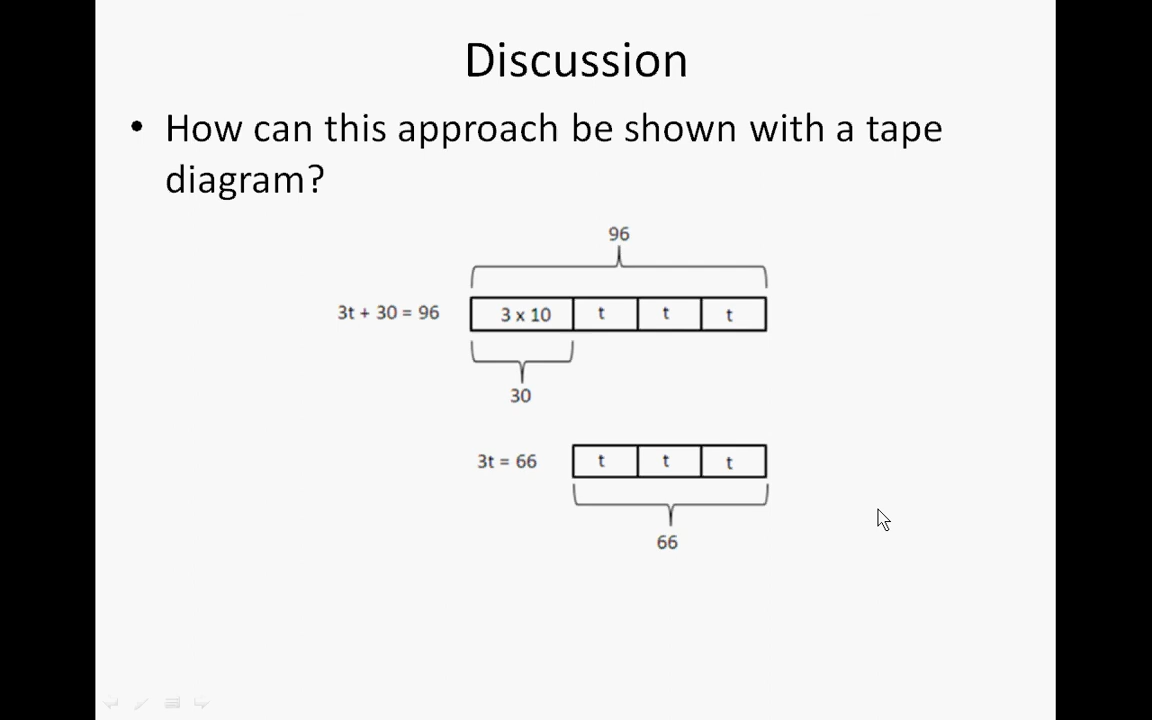 Discussion
• How can this approach be shown with a tape
diagram?
96
3t + 30 = 96 3 x 10 t t t
30
3t = 66 t t t
66